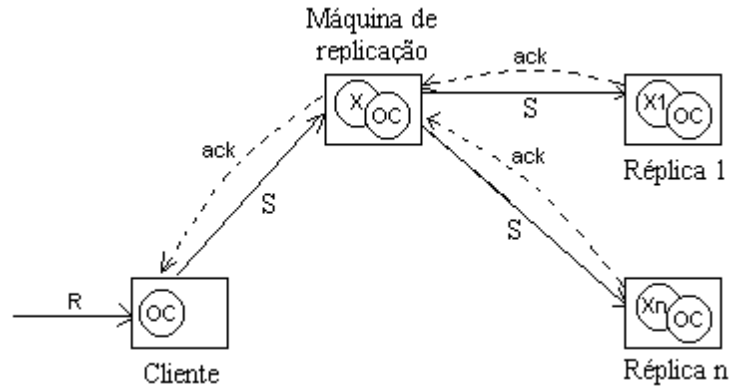 Máquina de
replicação
ack
X
OC
S
X1
OC
Réplica 1
ack
ack
S
S
R
OC
Cliente
Xn
OC
Réplica n